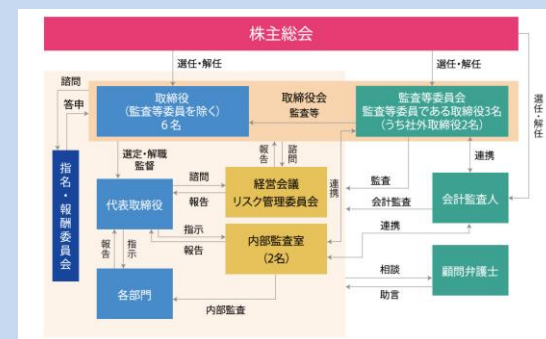 株主総会
選任・解任
選任・解任
選任・解任
諮問
答申
取締役
(監査等委員を除く)
6名
取締役会
監査等
監査等委員会
監査等委員である取締役3名
(うち社外取締役2名)
選定・解職
監督
報告
諮問
連携
連携
指名・報酬委員会
代表取締役
諮問
報告
経営会議
リスク管理委員会
監査
会計監査
会計監査人
指示
報告
内部監査室
(2名)
連携
報告
指示
各部門
内部監査
相談
助言
顧問弁護士